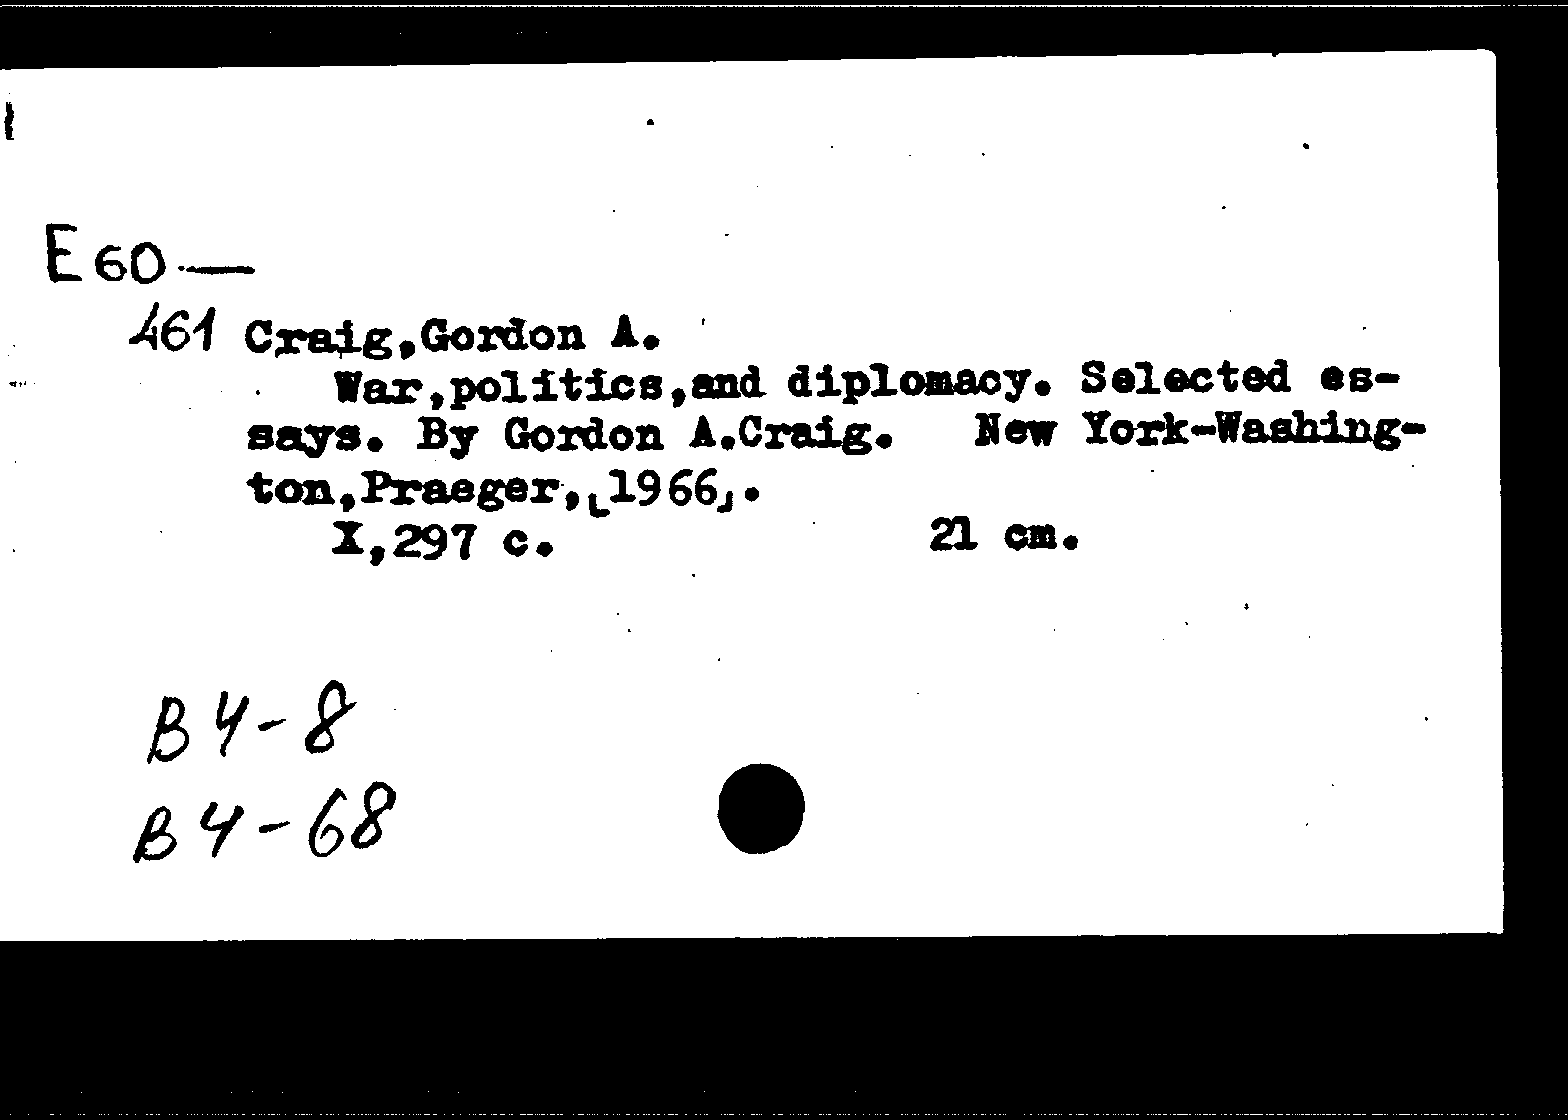 E60—
461 Craig,Gordon A.
War,politics,and diplomacy. Selected es-
says. By Gordon A.Craig. New York-Washing-
ton,Praeger,[1966].
X,297 c. 21 cm.
B4-8
B4-68